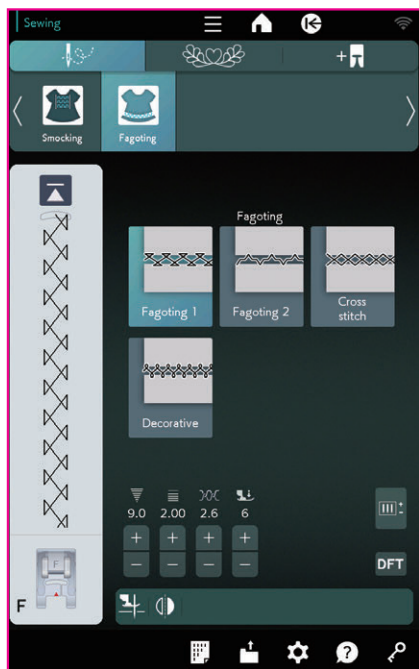 Sewing
Smocking
Fagoting
Fagoting
Fagoting 1
Fagoting 2
Cross
stitch
Decorative
9.0 2.00 2.6 6
+ + + +
- - - -
DFT
F
F